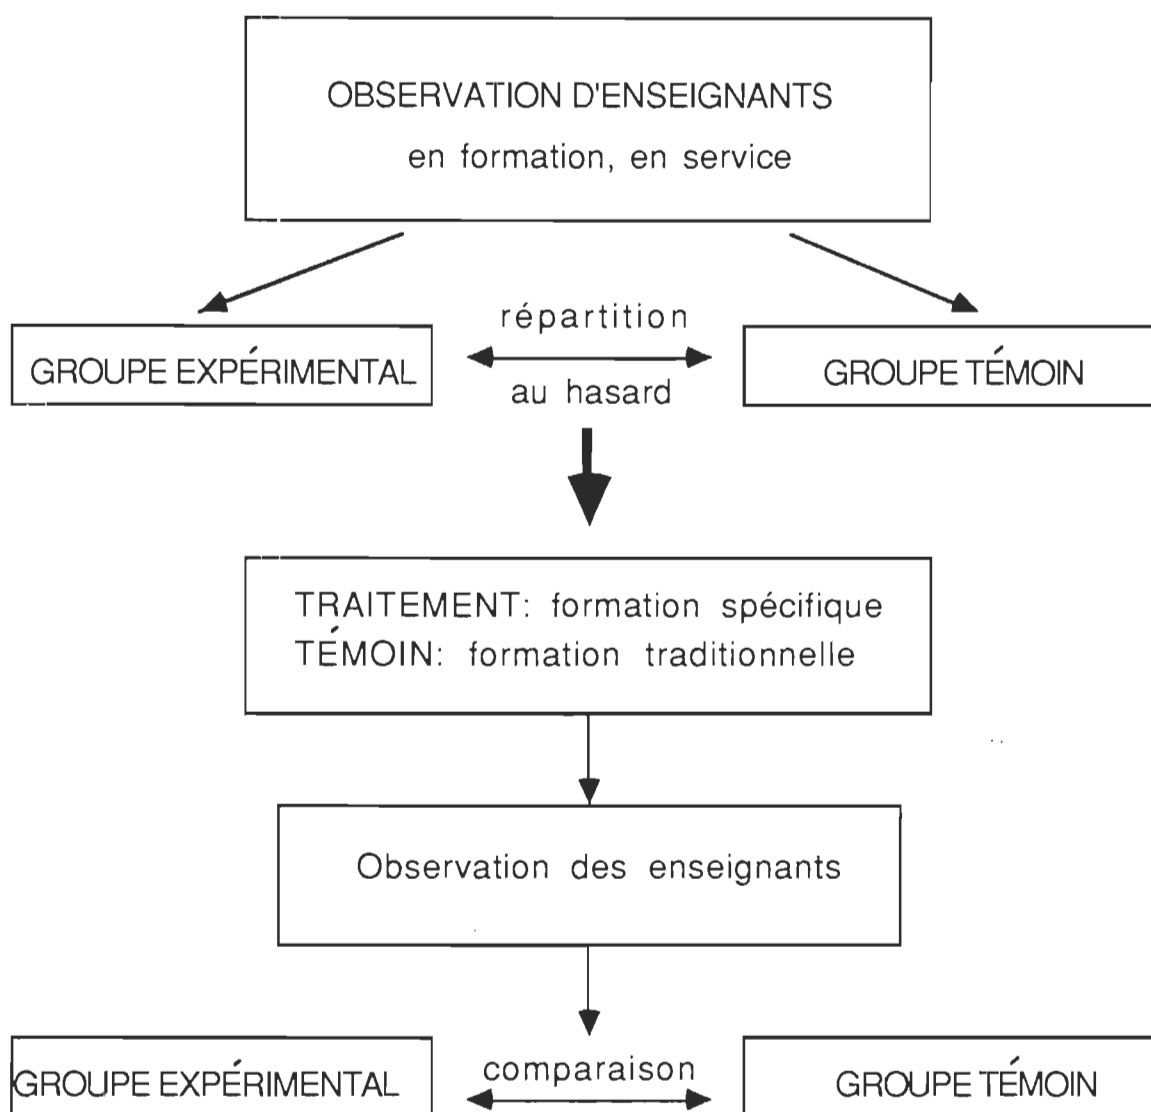 OBSERVATION D'ENSEIGNANTS
en formation, en service
répartition
GROUPE EXPÉRIMENTAL
GROUPE TÉMOIN
au hasard
TRAITEMENT: formation spécifique
TÉMOIN: formation traditionnelle
Observation des enseignants
GROUPE EXPÉRIMENTAL
comparaison
GROUPE TÉMOIN